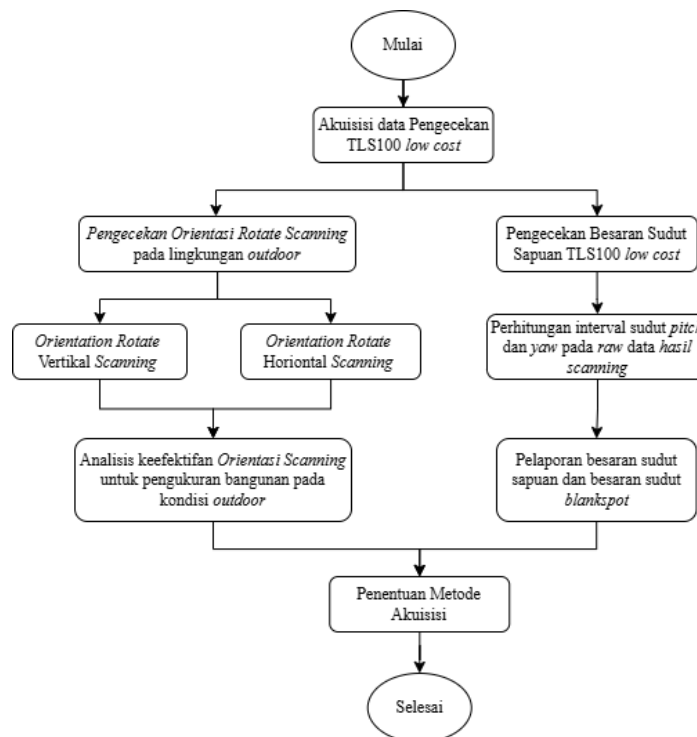 Mulai
Akuisisi data Pengecekan
TLS100 low cost
Pengecekan Orientasi Rotate Scanning
pada lingkungan outdoor
Pengecekan Besaran Sudut
Sapuan TLS100 low cost
Orientation Rotate
Vertikal Scanning
Orientation Rotate
Horiontal Scanning
Perhitungan interval sudut pitch
dan yaw pada raw data hasil
scanning
Analisis keefektifan Orientasi Scanning
untuk pengukuran bangunan pada
kondisi outdoor
Pelaporan besaran sudut
sapuan dan besaran sudut
blankspot
Penentuan Metode
Akuisisi
Selesai